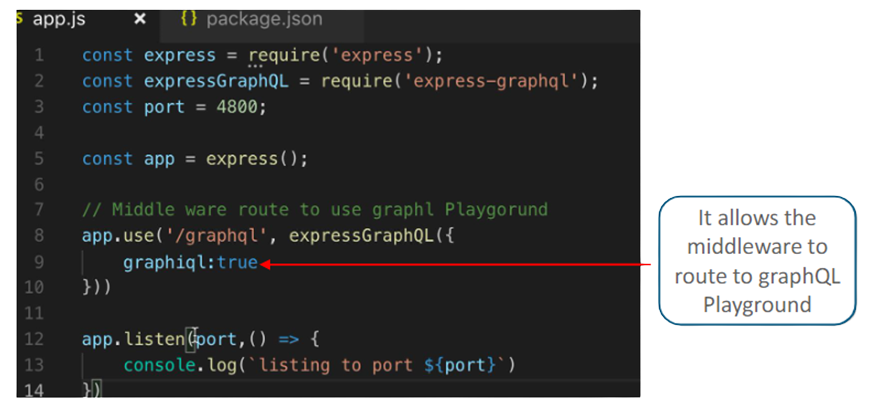 app.js × {} package.json
1 const express = require('express');
2 const expressGraphQL = require('express-graphql');
3 const port = 4800;
4
5 const app = express();
6
7 // Middle ware route to use graphl Playgorund
8 app.use('/graphql', expressGraphQL({
9 graphiql:true
10 }))
11
12 app.listen(port,() => {
13 console.log(`listing to port ${port}`)
14 })
It allows the
middleware to
route to graphQL
Playground